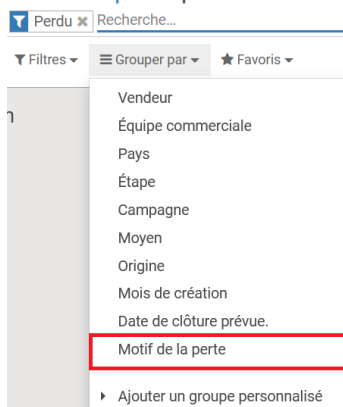 Perdu × Recherche...
Filtres Grouper par Favoris
Vendeur
Équipe commerciale
Pays
Étape
Campagne
Moyen
Origine
Mois de création
Date de clôture prévue.
Motif de la perte
Ajouter un groupe personnalisé